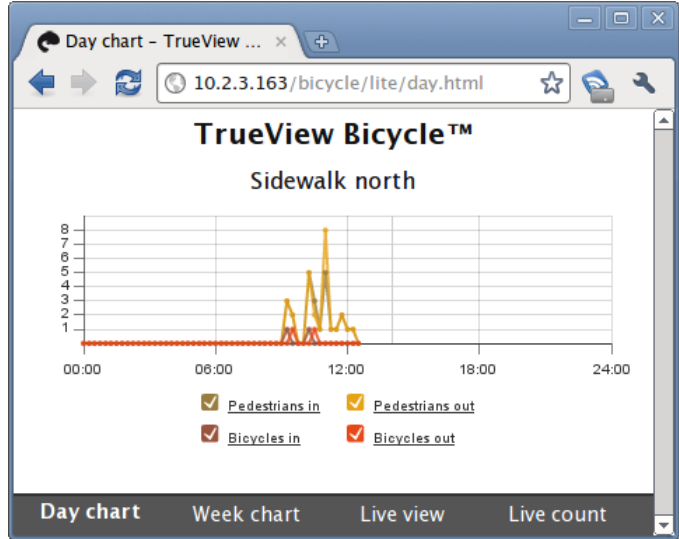 Day chart – TrueView ...
10.2.3.163/bicycle/lite/day.html
TrueView Bicycle™
Sidewalk north
8
7
6
5
4
3
2
1
00:00 06:00 12:00 18:00 24:00
Pedestrians in Pedestrians out
Bicycles in Bicycles out
Day chart Week chart Live view Live count